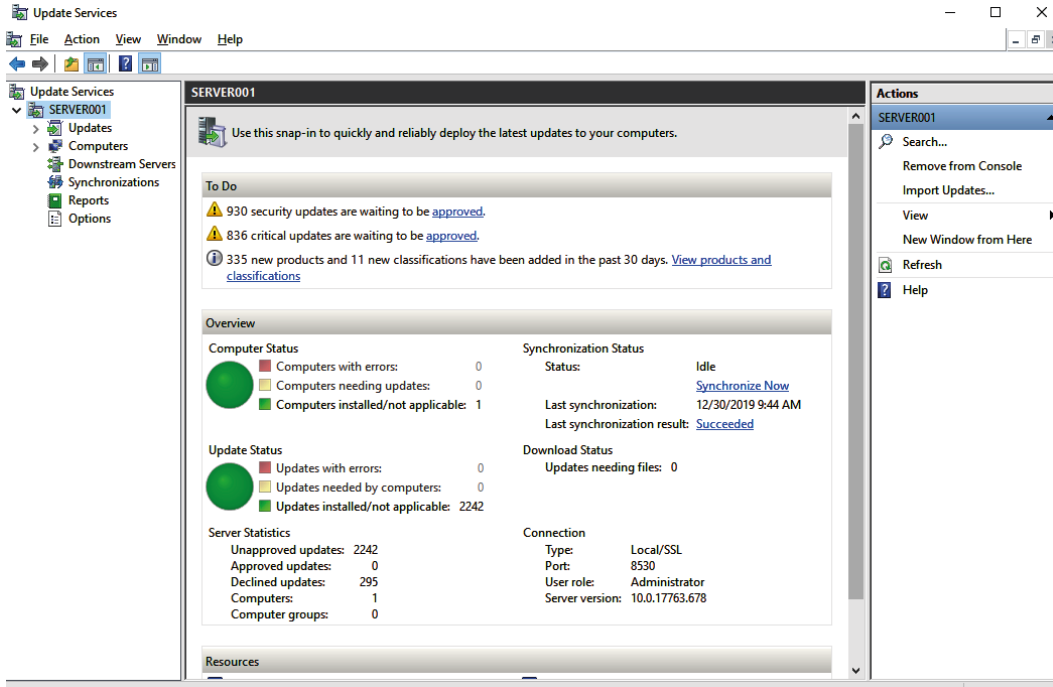 Update Services
File Action View Window Help
Update Services
SERVER001
Updates
Computers
Downstream Servers
Synchronizations
Reports
Options
SERVER001
Use this snap-in to quickly and reliably deploy the latest updates to your computers.
To Do
930 security updates are waiting to be approved.
836 critical updates are waiting to be approved.
335 new products and 11 new classifications have been added in the past 30 days. View products and
classifications
Overview
Computer Status
Computers with errors: 0
Computers needing updates: 0
Computers installed/not applicable: 1
Synchronization Status
Status: Idle
Synchronize Now
Last synchronization: 12/30/2019 9:44 AM
Last synchronization result: Succeeded
Update Status
Updates with errors: 0
Updates needed by computers: 0
Updates installed/not applicable: 2242
Download Status
Updates needing files: 0
Server Statistics
Unapproved updates: 2242
Approved updates: 0
Declined updates: 295
Computers: 1
Computer groups: 0
Connection
Type: Local/SSL
Port: 8530
User role: Administrator
Server version: 10.0.17763.678
Resources
Actions
SERVER001
Search...
Remove from Console
Import Updates...
View
New Window from Here
Refresh
Help